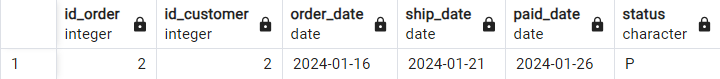 id_order id_customer order_date ship_date paid_date status
integer integer date date date character
1 2 2 2024-01-16 2024-01-21 2024-01-26 P